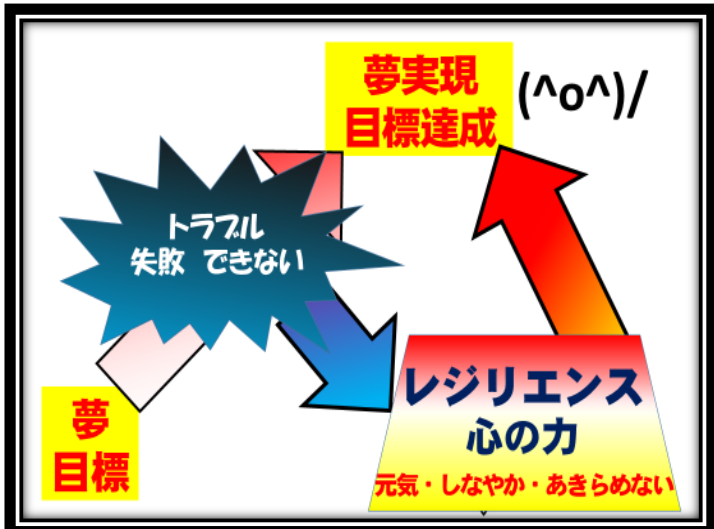 夢実現
目標達成
(^o^)/
トラブル
失敗 できない
レジリエンス
心の力
元気・しなやか・あきらめない
夢
目標